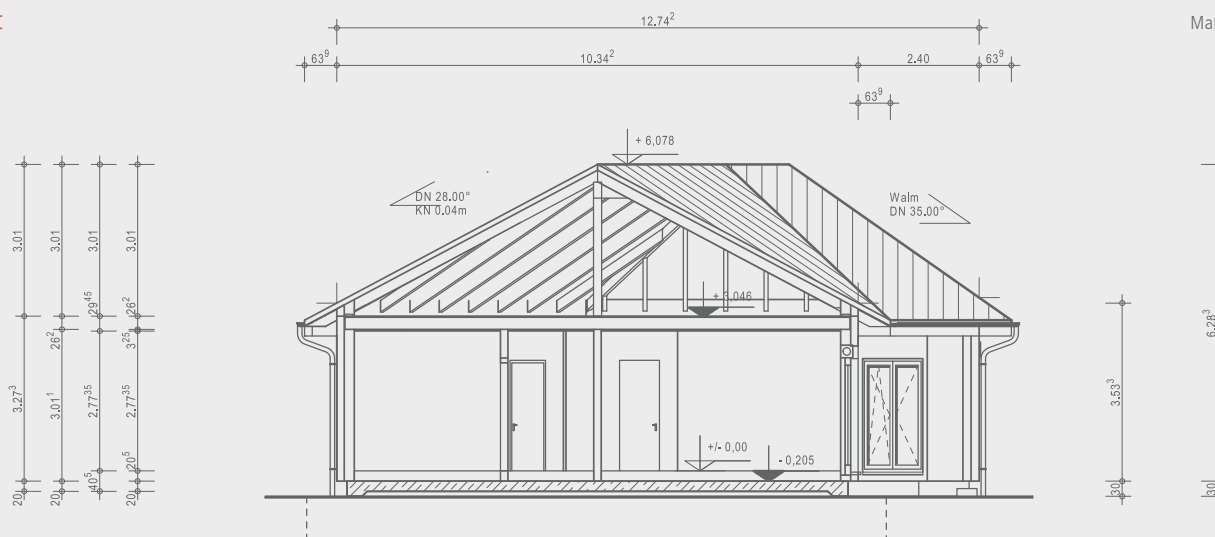 12.74²
63⁹ 10.34² 2.40 63⁹
63⁹
+ 6,078
DN 28.00°
KN 0.04m
Walm
DN 35.00°
3.01 3.01 3.01 3.01
29⁴⁵ 26²
+ 3,046
26² 3²⁵
6.28³
3.27³ 3.01¹ 2.77³⁵ 2.77³⁵
3.53³
+/- 0,00
- 0,205
20⁵
40⁵
20 20 20
30 30